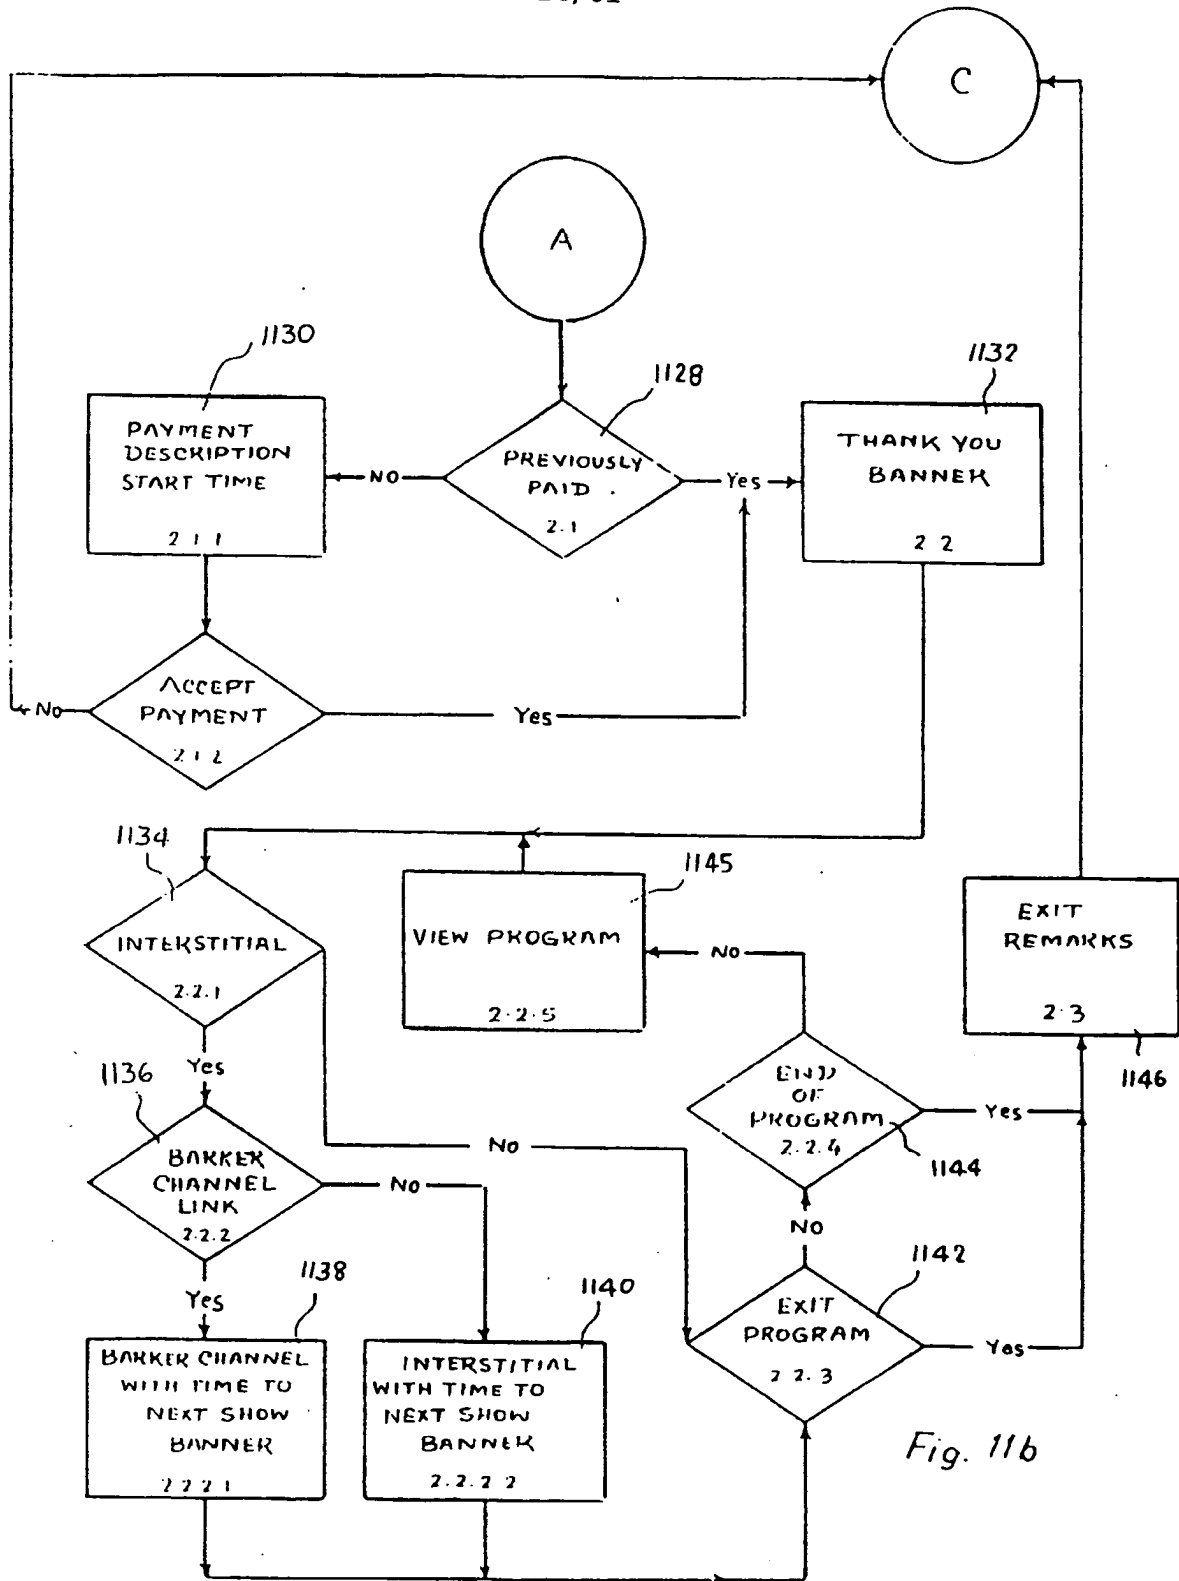 C
A
1130
1128
1132
PAYMENT
DESCRIPTION
START TIME
2 1 1
NO
PREVIOUSLY
PAID
2.1
Yes
THANK YOU
BANNER
2 2
ACCEPT
PAYMENT
2 1 2
No
Yes
1134
1145
INTERSTITIAL
2.2.1
VIEW PROGRAM
2.2.5
NO
EXIT
REMARKS
2.3
1146
Yes
1136
BARKER
CHANNEL
LINK
2.2.2
NO
No
END
OF
PROGRAM
2.2.4
Yes
1144
NO
Yes
1138
1140
1142
BARKER CHANNEL
WITH TIME TO
NEXT SHOW
BANNER
2 2 2 1
INTERSTITIAL
WITH TIME TO
NEXT SHOW
BANNER
2.2.2 2
EXIT
PROGRAM
2 2.3
Yes
Fig. 11b